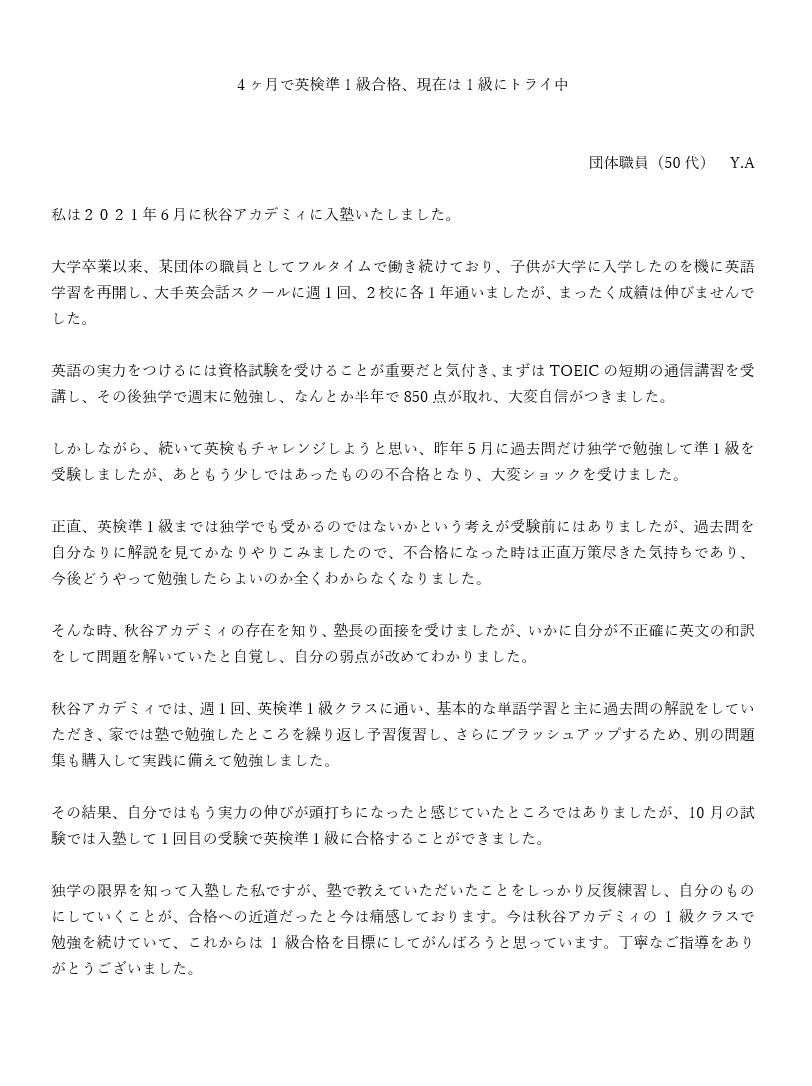 4ヶ月で英検準1級合格、現在は1級にトライ中
団体職員（50代）　Y.A
私は２０２１年６月に秋谷アカデミィに入塾いたしました。
大学卒業以来、某団体の職員としてフルタイムで働き続けており、子供が大学に入学したのを機に英語
学習を再開し、大手英会話スクールに週１回、２校に各１年通いましたが、まったく成績は伸びませんで
した。
英語の実力をつけるには資格試験を受けることが重要だと気付き、まずは TOEIC の短期の通信講習を受
講し、その後独学で週末に勉強し、なんとか半年で 850 点が取れ、大変自信がつきました。
しかしながら、続いて英検もチャレンジしようと思い、昨年５月に過去問だけ独学で勉強して準１級を
受験しましたが、あともう少しではあったものの不合格となり、大変ショックを受けました。
正直、英検準１級までは独学でも受かるのではないかという考えが受験前にはありましたが、過去問を
自分なりに解説を見てかなりやりこみましたので、不合格になった時は正直万策尽きた気持ちであり、
今後どうやって勉強したらよいのか全くわからなくなりました。
そんな時、秋谷アカデミィの存在を知り、塾長の面接を受けましたが、いかに自分が不正確に英文の和訳
をして問題を解いていたと自覚し、自分の弱点が改めてわかりました。
秋谷アカデミィでは、週１回、英検準１級クラスに通い、基本的な単語学習と主に過去問の解説をしてい
ただき、家では塾で勉強したところを繰り返し予習復習し、さらにブラッシュアップするため、別の問題
集も購入して実践に備えて勉強しました。
その結果、自分ではもう実力の伸びが頭打ちになったと感じていたところではありましたが、10 月の試
験では入塾して１回目の受験で英検準１級に合格することができました。
独学の限界を知って入塾した私ですが、塾で教えていただいたことをしっかり反復練習し、自分のもの
にしていくことが、合格への近道だったと今は痛感しております。今は秋谷アカデミィの 1 級クラスで
勉強を続けていて、これからは 1 級合格を目標にしてがんばろうと思っています。丁寧なご指導をあり
がとうございました。